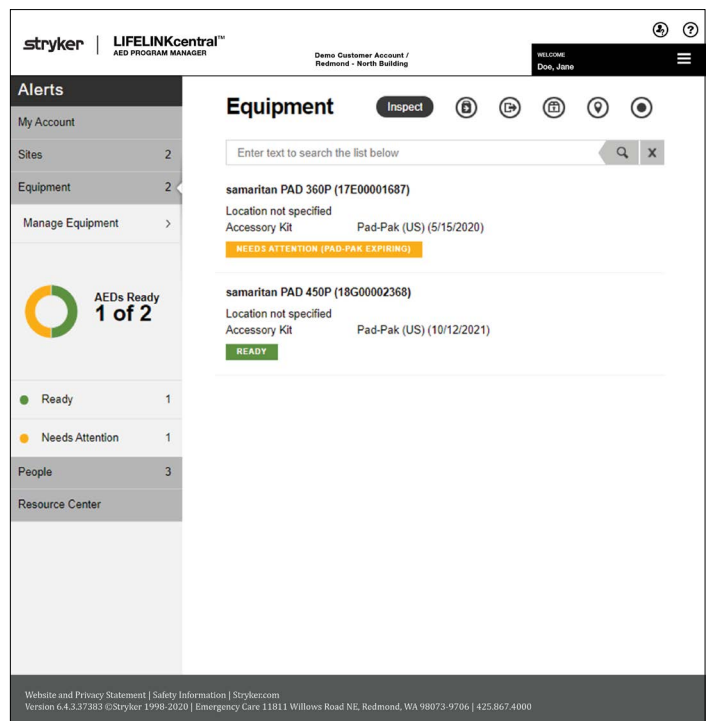 stryker
LIFELINKcentral™
AED PROGRAM MANAGER
Demo Customer Account /
Redmond - North Building
WELCOME
Doe, Jane
Alerts
My Account
Sites 2
Equipment 2
Manage Equipment >
AEDs Ready
1 of 2
Ready 1
Needs Attention 1
People 3
Resource Center
Equipment
Inspect
Enter text to search the list below
X
samaritan PAD 360P (17E00001687)
Location not specified
Accessory Kit Pad-Pak (US) (5/15/2020)
NEEDS ATTENTION (PAD-PAK EXPIRING)
samaritan PAD 450P (18G00002368)
Location not specified
Accessory Kit Pad-Pak (US) (10/12/2021)
READY
Website and Privacy Statement | Safety Information | Stryker.com
Version 6.4.3.37383 ©Stryker 1998-2020 | Emergency Care 11811 Willows Road NE, Redmond, WA 98073-9706 | 425.867.4000